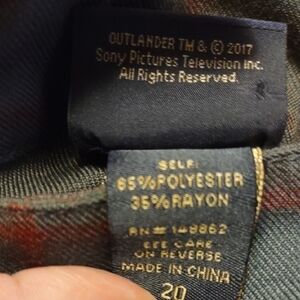 OUTLANDER TM & © 2017
Sony Pictures Television Inc.
All Rights Reserved.
SELF:
65% POLYESTER
35% RAYON
RN# 148862
SEE CARE
ON REVERSE
MADE IN CHINA
20